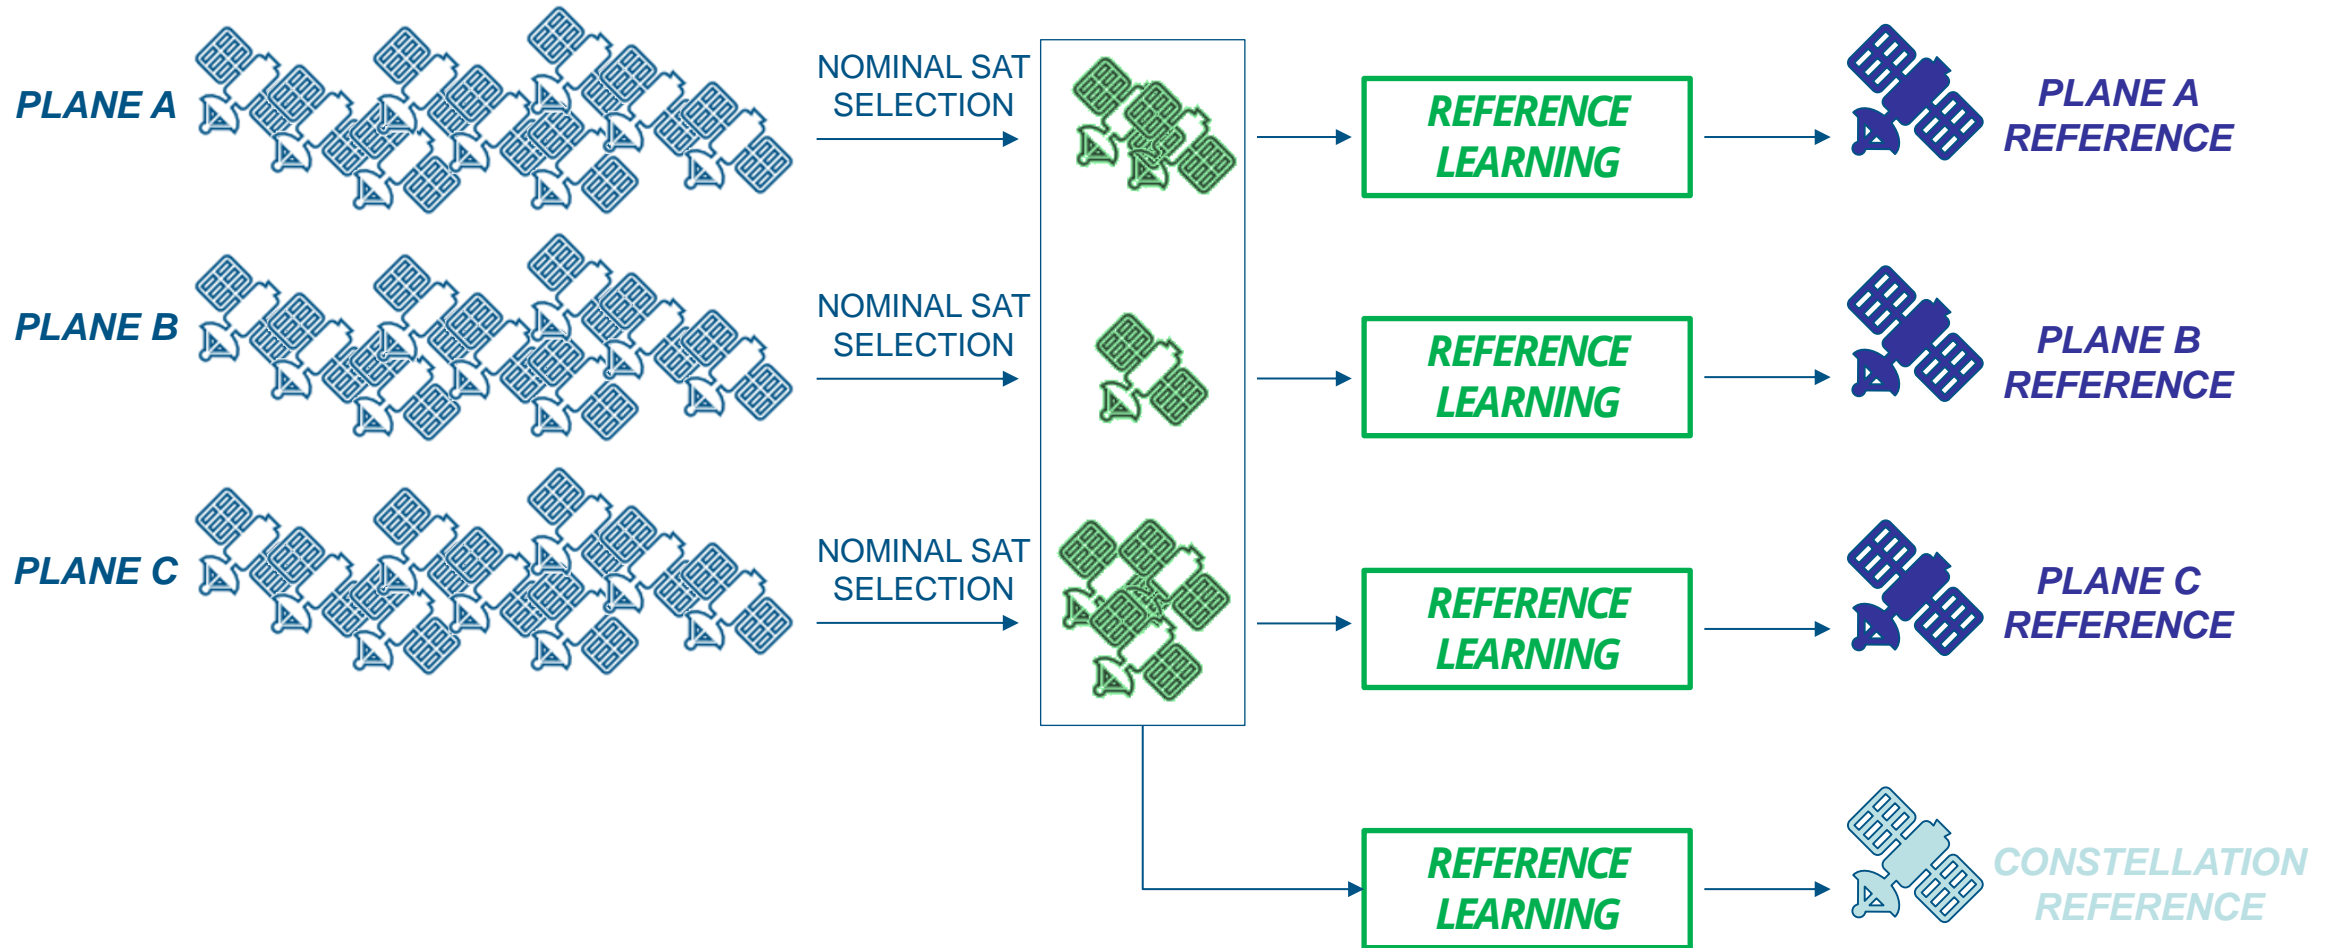 PLANE A
NOMINAL SAT
SELECTION
REFERENCE
LEARNING
PLANE A
REFERENCE
PLANE B
NOMINAL SAT
SELECTION
REFERENCE
LEARNING
PLANE B
REFERENCE
PLANE C
NOMINAL SAT
SELECTION
REFERENCE
LEARNING
PLANE C
REFERENCE
REFERENCE
LEARNING
CONSTELLATION
REFERENCE